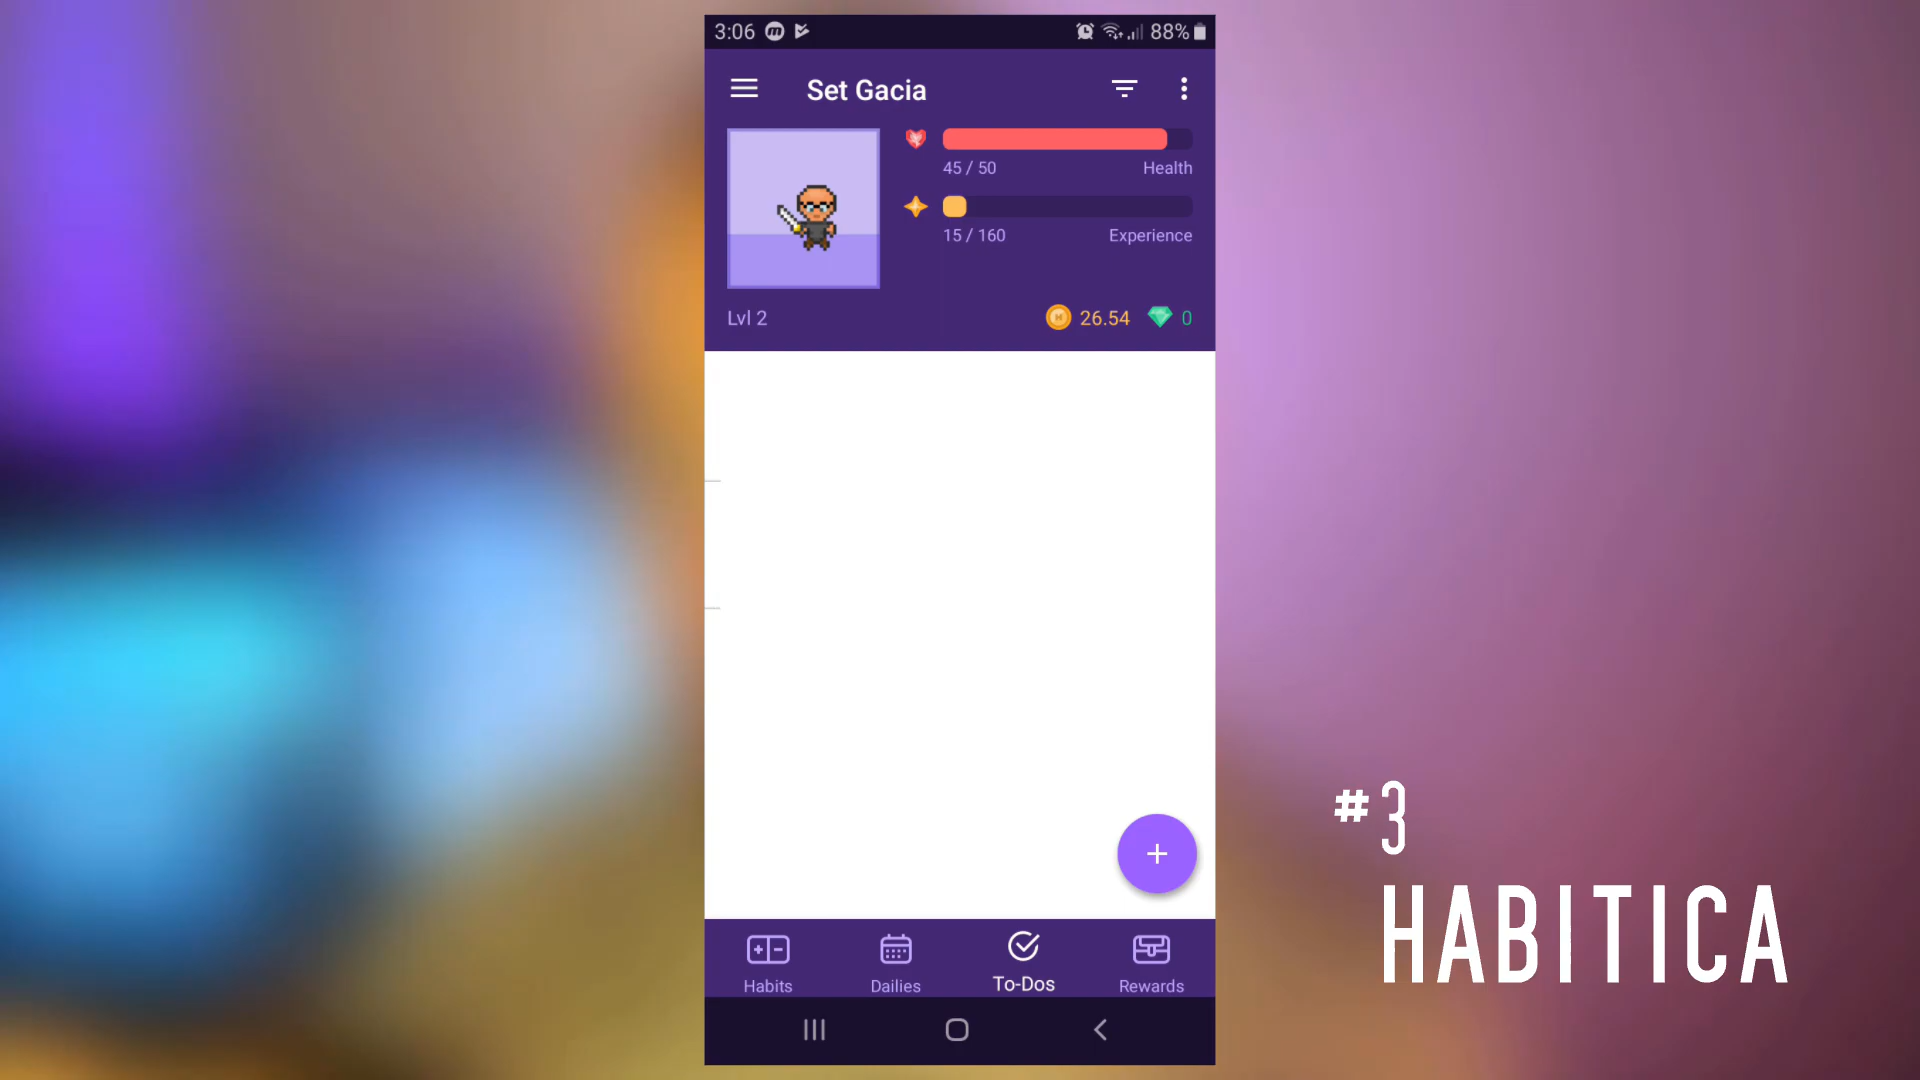 3:06
88%
Set Gacia
45 / 50 Health
15 / 160 Experience
Lvl 2
26.54
0
Habits
Dailies
To-Dos
Rewards
#3
HABITICA